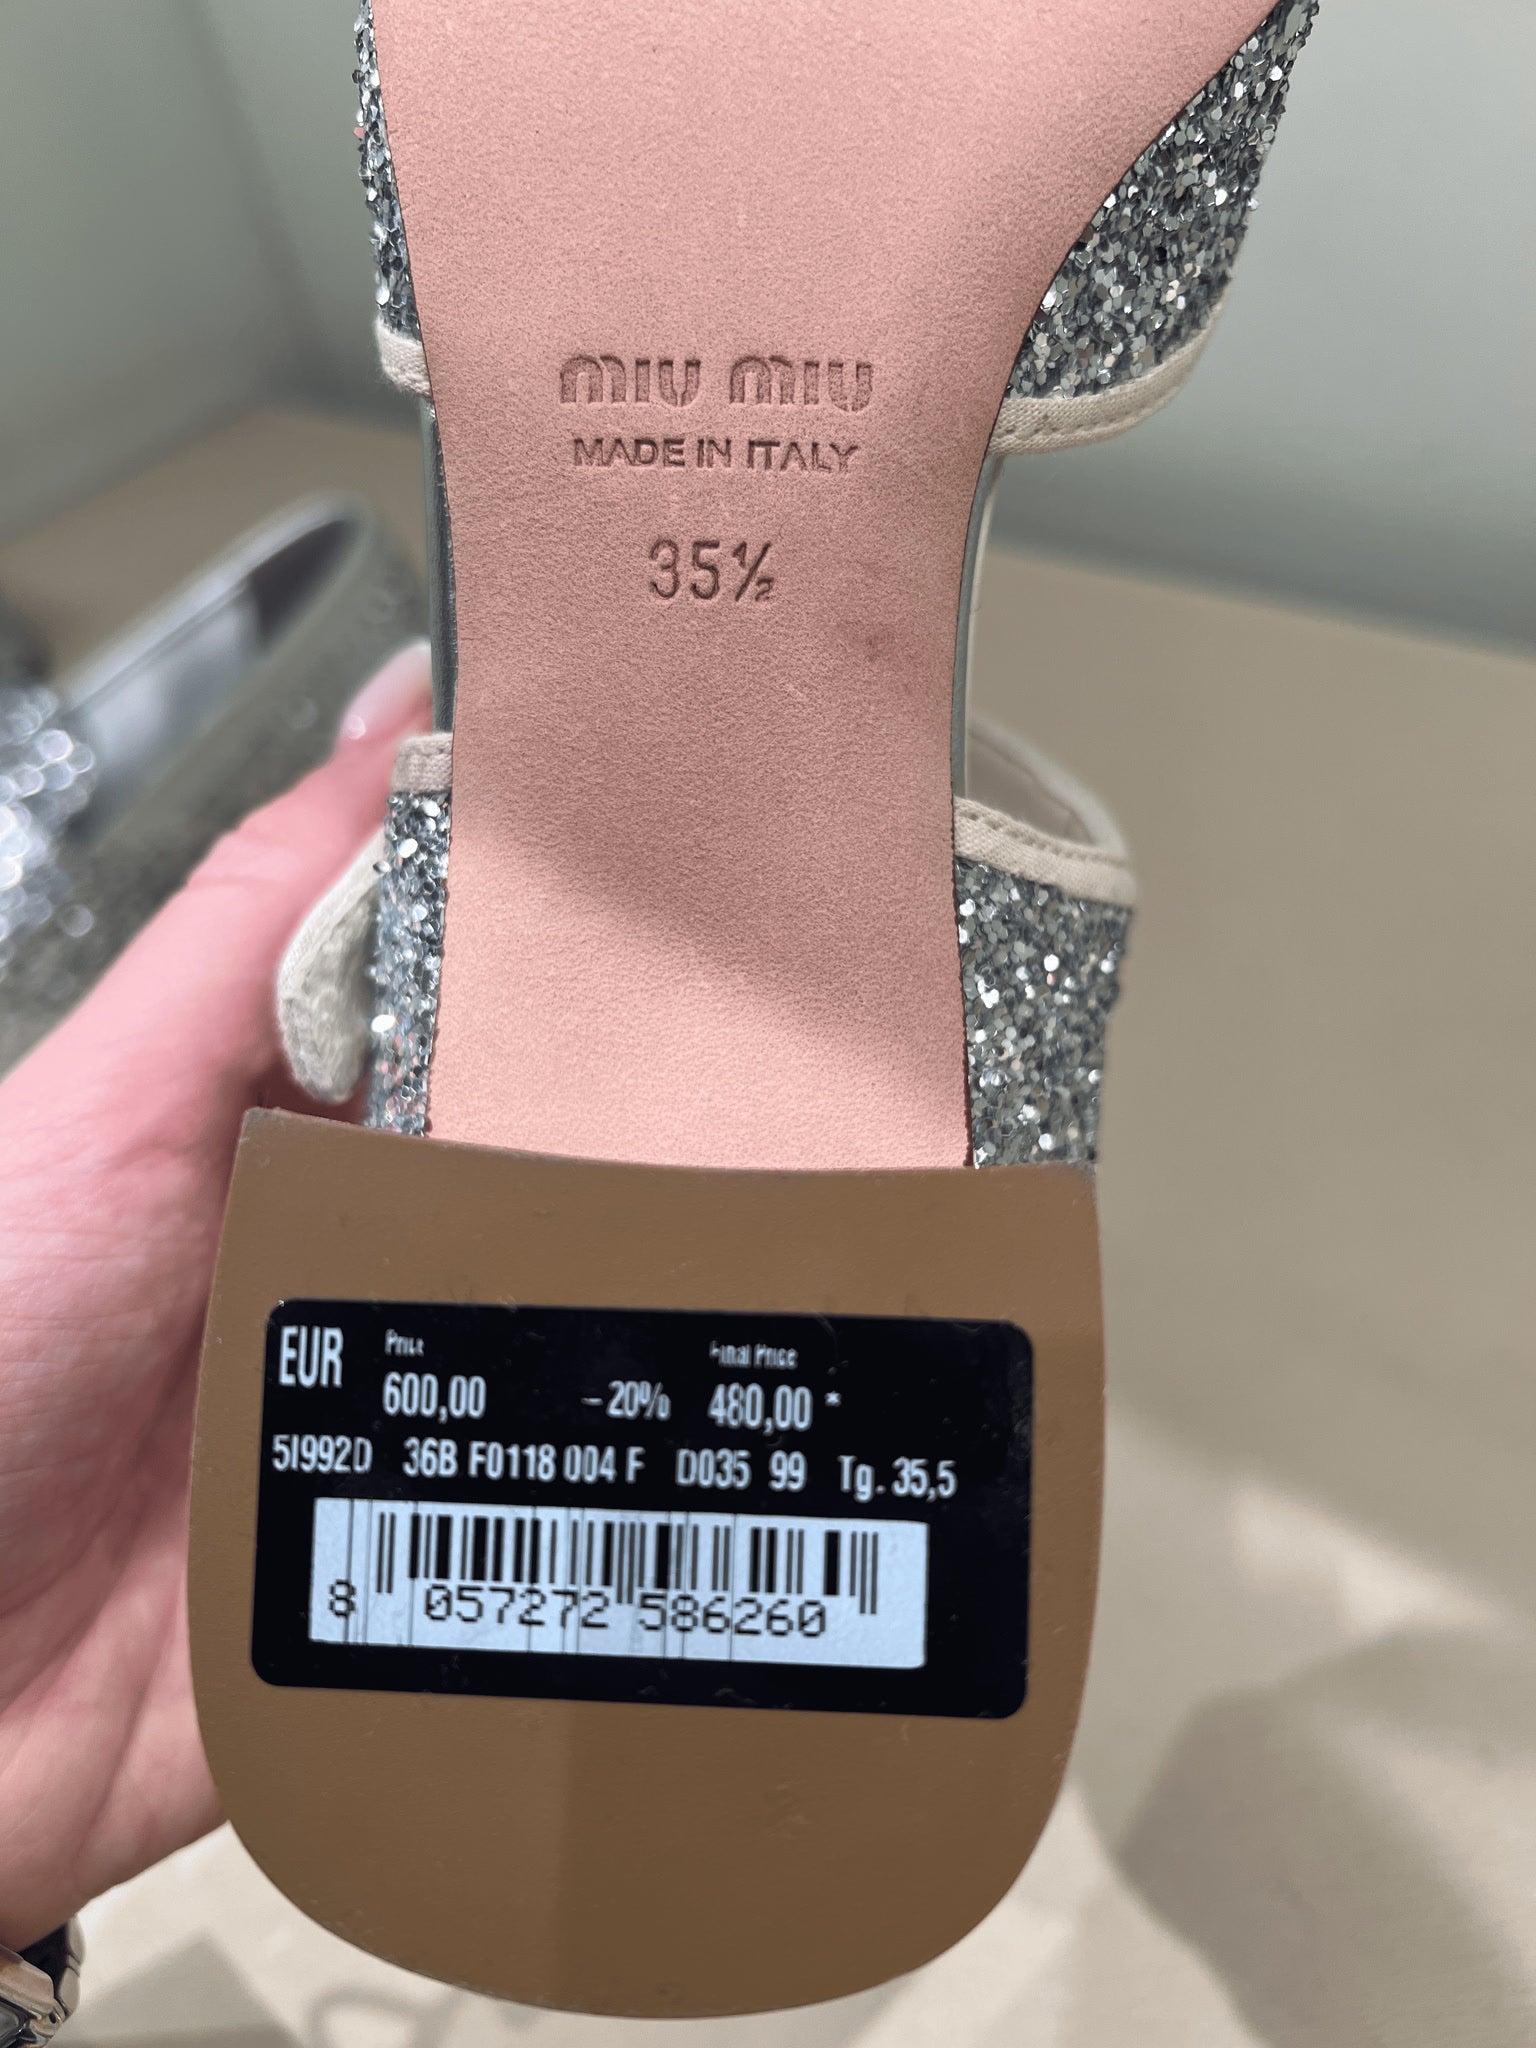 MIU MIU
MADE IN ITALY
35½
EUR Price Final Price
600,00 –20% 480,00 *
5I992D 36B F0118 004 F D035 99 Tg. 35,5
8 057272 586260